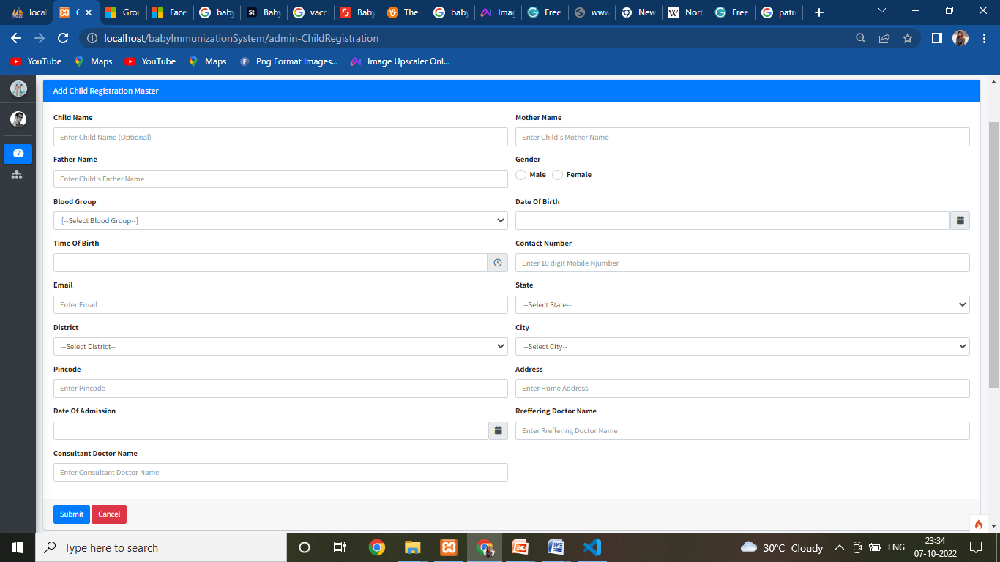 local
C
Grou
Face
baby
Baby
vacc
Baby
The
baby
Imag
Free
www
New
Nort
Free
patro
localhost/babyImmunizationSystem/admin-ChildRegistration
YouTube Maps YouTube Maps Png Format Images... Image Upscaler Onl...
Add Child Registration Master
Child Name Mother Name
Enter Child Name (Optional) Enter Child's Mother Name
Father Name Gender
Enter Child's Father Name Male Female
Blood Group Date Of Birth
[--Select Blood Group--]
Time Of Birth Contact Number
Enter 10 digit Mobile Njumber
Email State
Enter Email --Select State--
District City
--Select District-- --Select City--
Pincode Address
Enter Pincode Enter Home Address
Date Of Admission Rreffering Doctor Name
Enter Rreffering Doctor Name
Consultant Doctor Name
Enter Consultant Doctor Name
Submit Cancel
Type here to search 30°C Cloudy ENG 23:34
07-10-2022